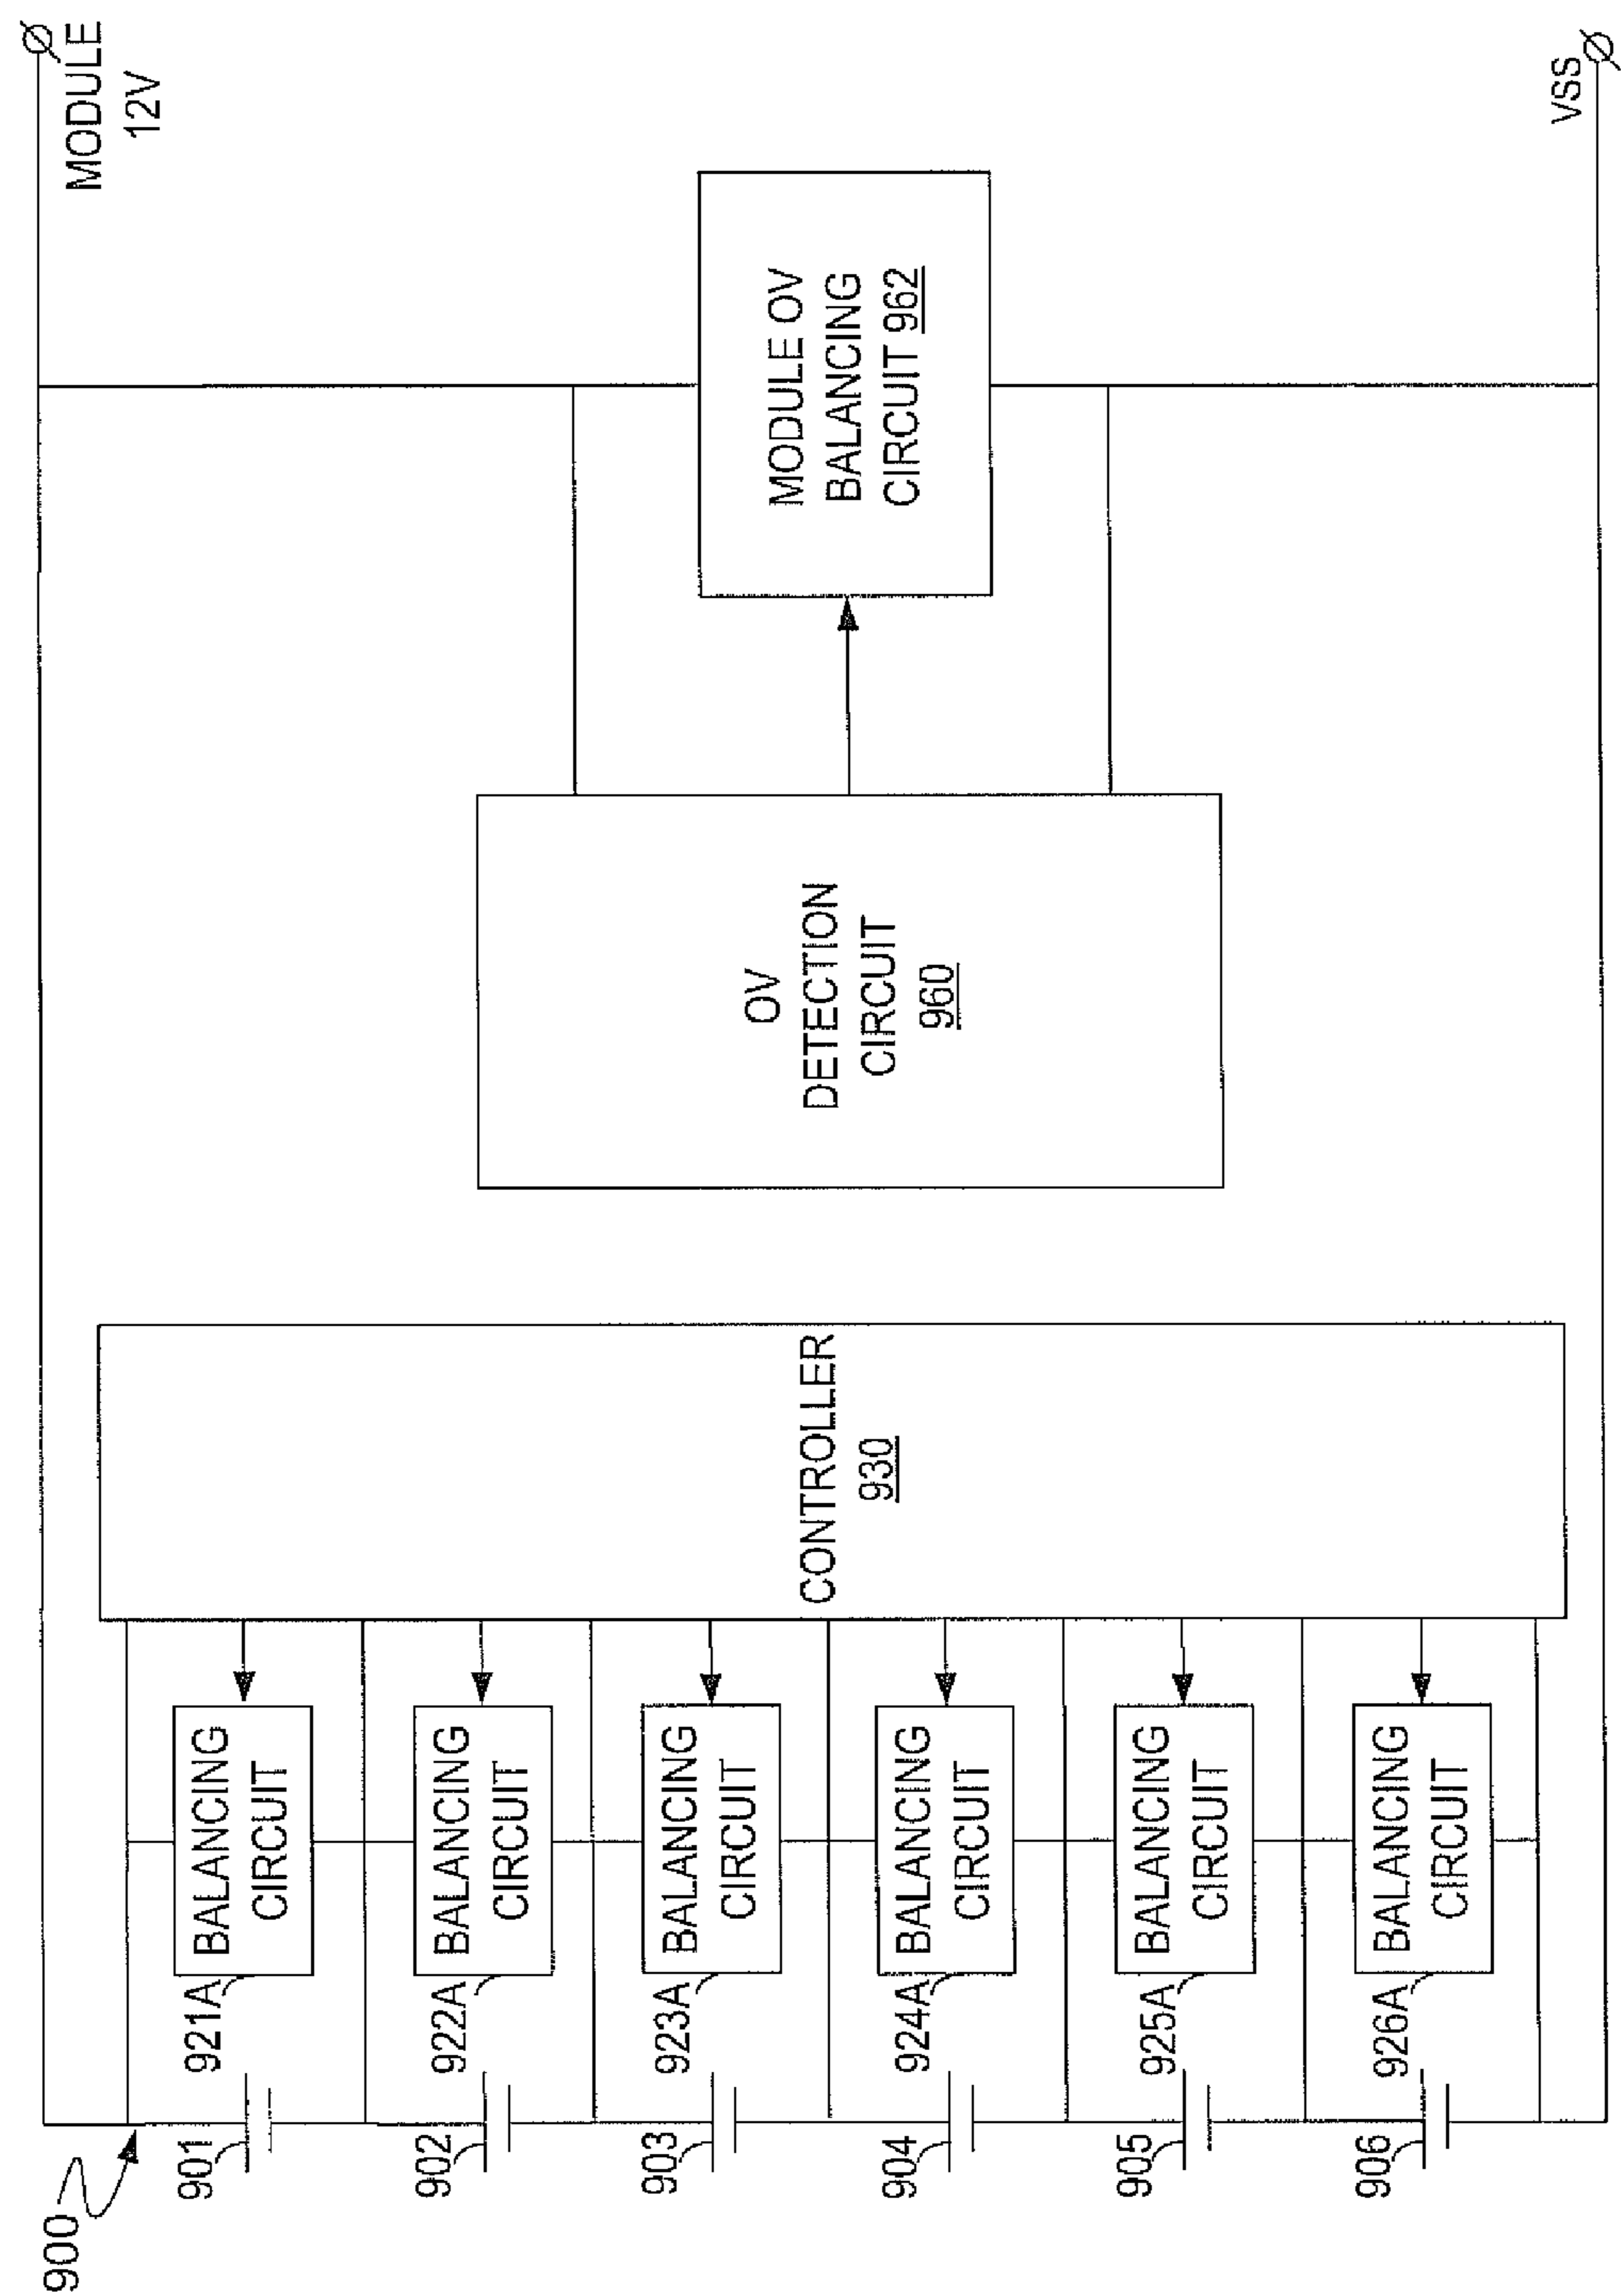 900
901
902
903
904
905
906
921A
922A
923A
924A
925A
926A
BALANCING
CIRCUIT
BALANCING
CIRCUIT
BALANCING
CIRCUIT
BALANCING
CIRCUIT
BALANCING
CIRCUIT
BALANCING
CIRCUIT
CONTROLLER
930
OV
DETECTION
CIRCUIT
960
MODULE OV
BALANCING
CIRCUIT 962
MODULE
12V
VSS